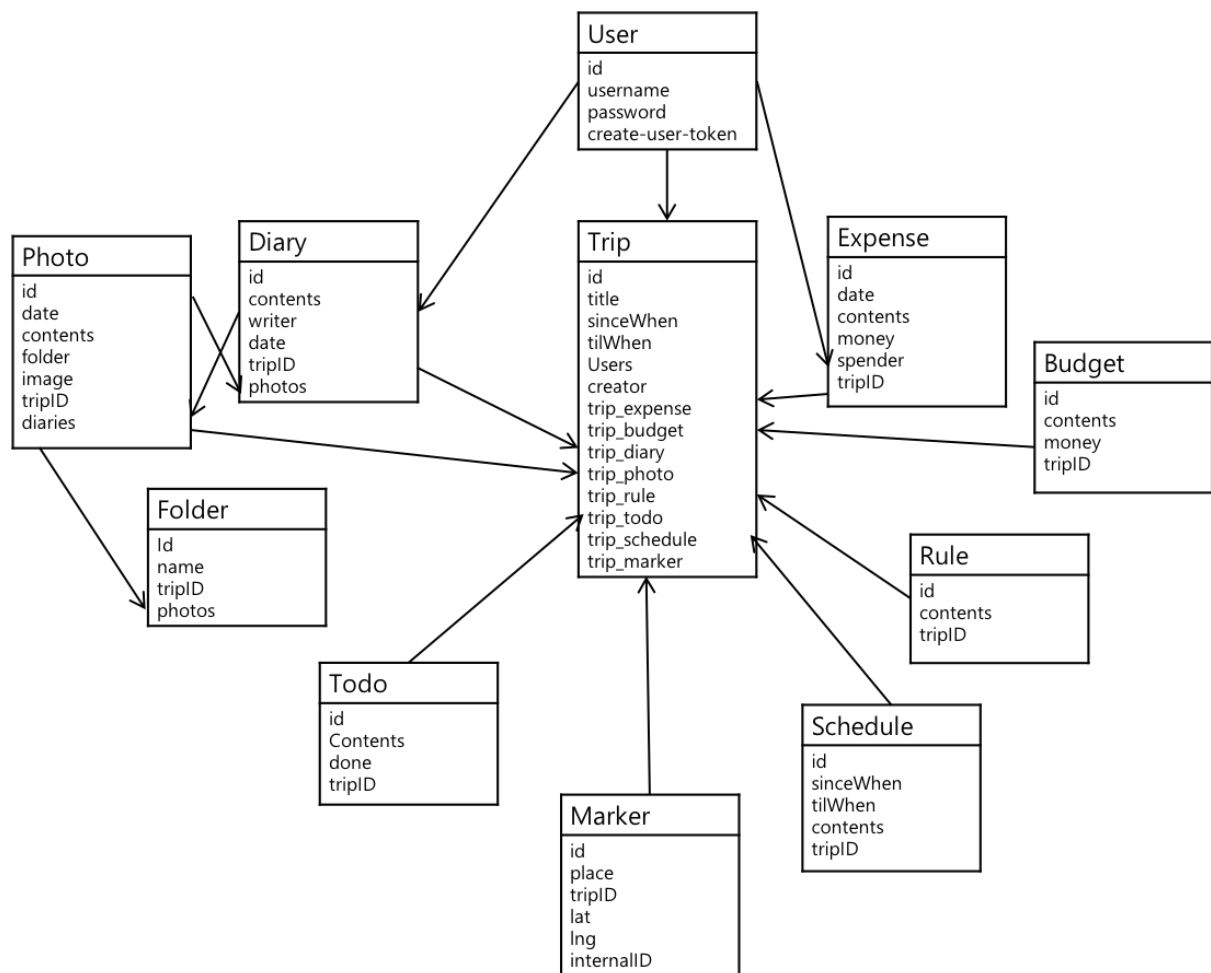 User
id
username
password
create-user-token
Photo
id
date
contents
folder
image
tripID
diaries
Diary
id
contents
writer
date
tripID
photos
Trip
id
title
sinceWhen
tilWhen
Users
creator
trip_expense
trip_budget
trip_diary
trip_photo
trip_rule
trip_todo
trip_schedule
trip_marker
Expense
id
date
contents
money
spender
tripID
Budget
id
contents
money
tripID
Folder
Id
name
tripID
photos
Rule
id
contents
tripID
Todo
id
Contents
done
tripID
Schedule
id
sinceWhen
tilWhen
contents
tripID
Marker
id
place
tripID
lat
lng
internalID